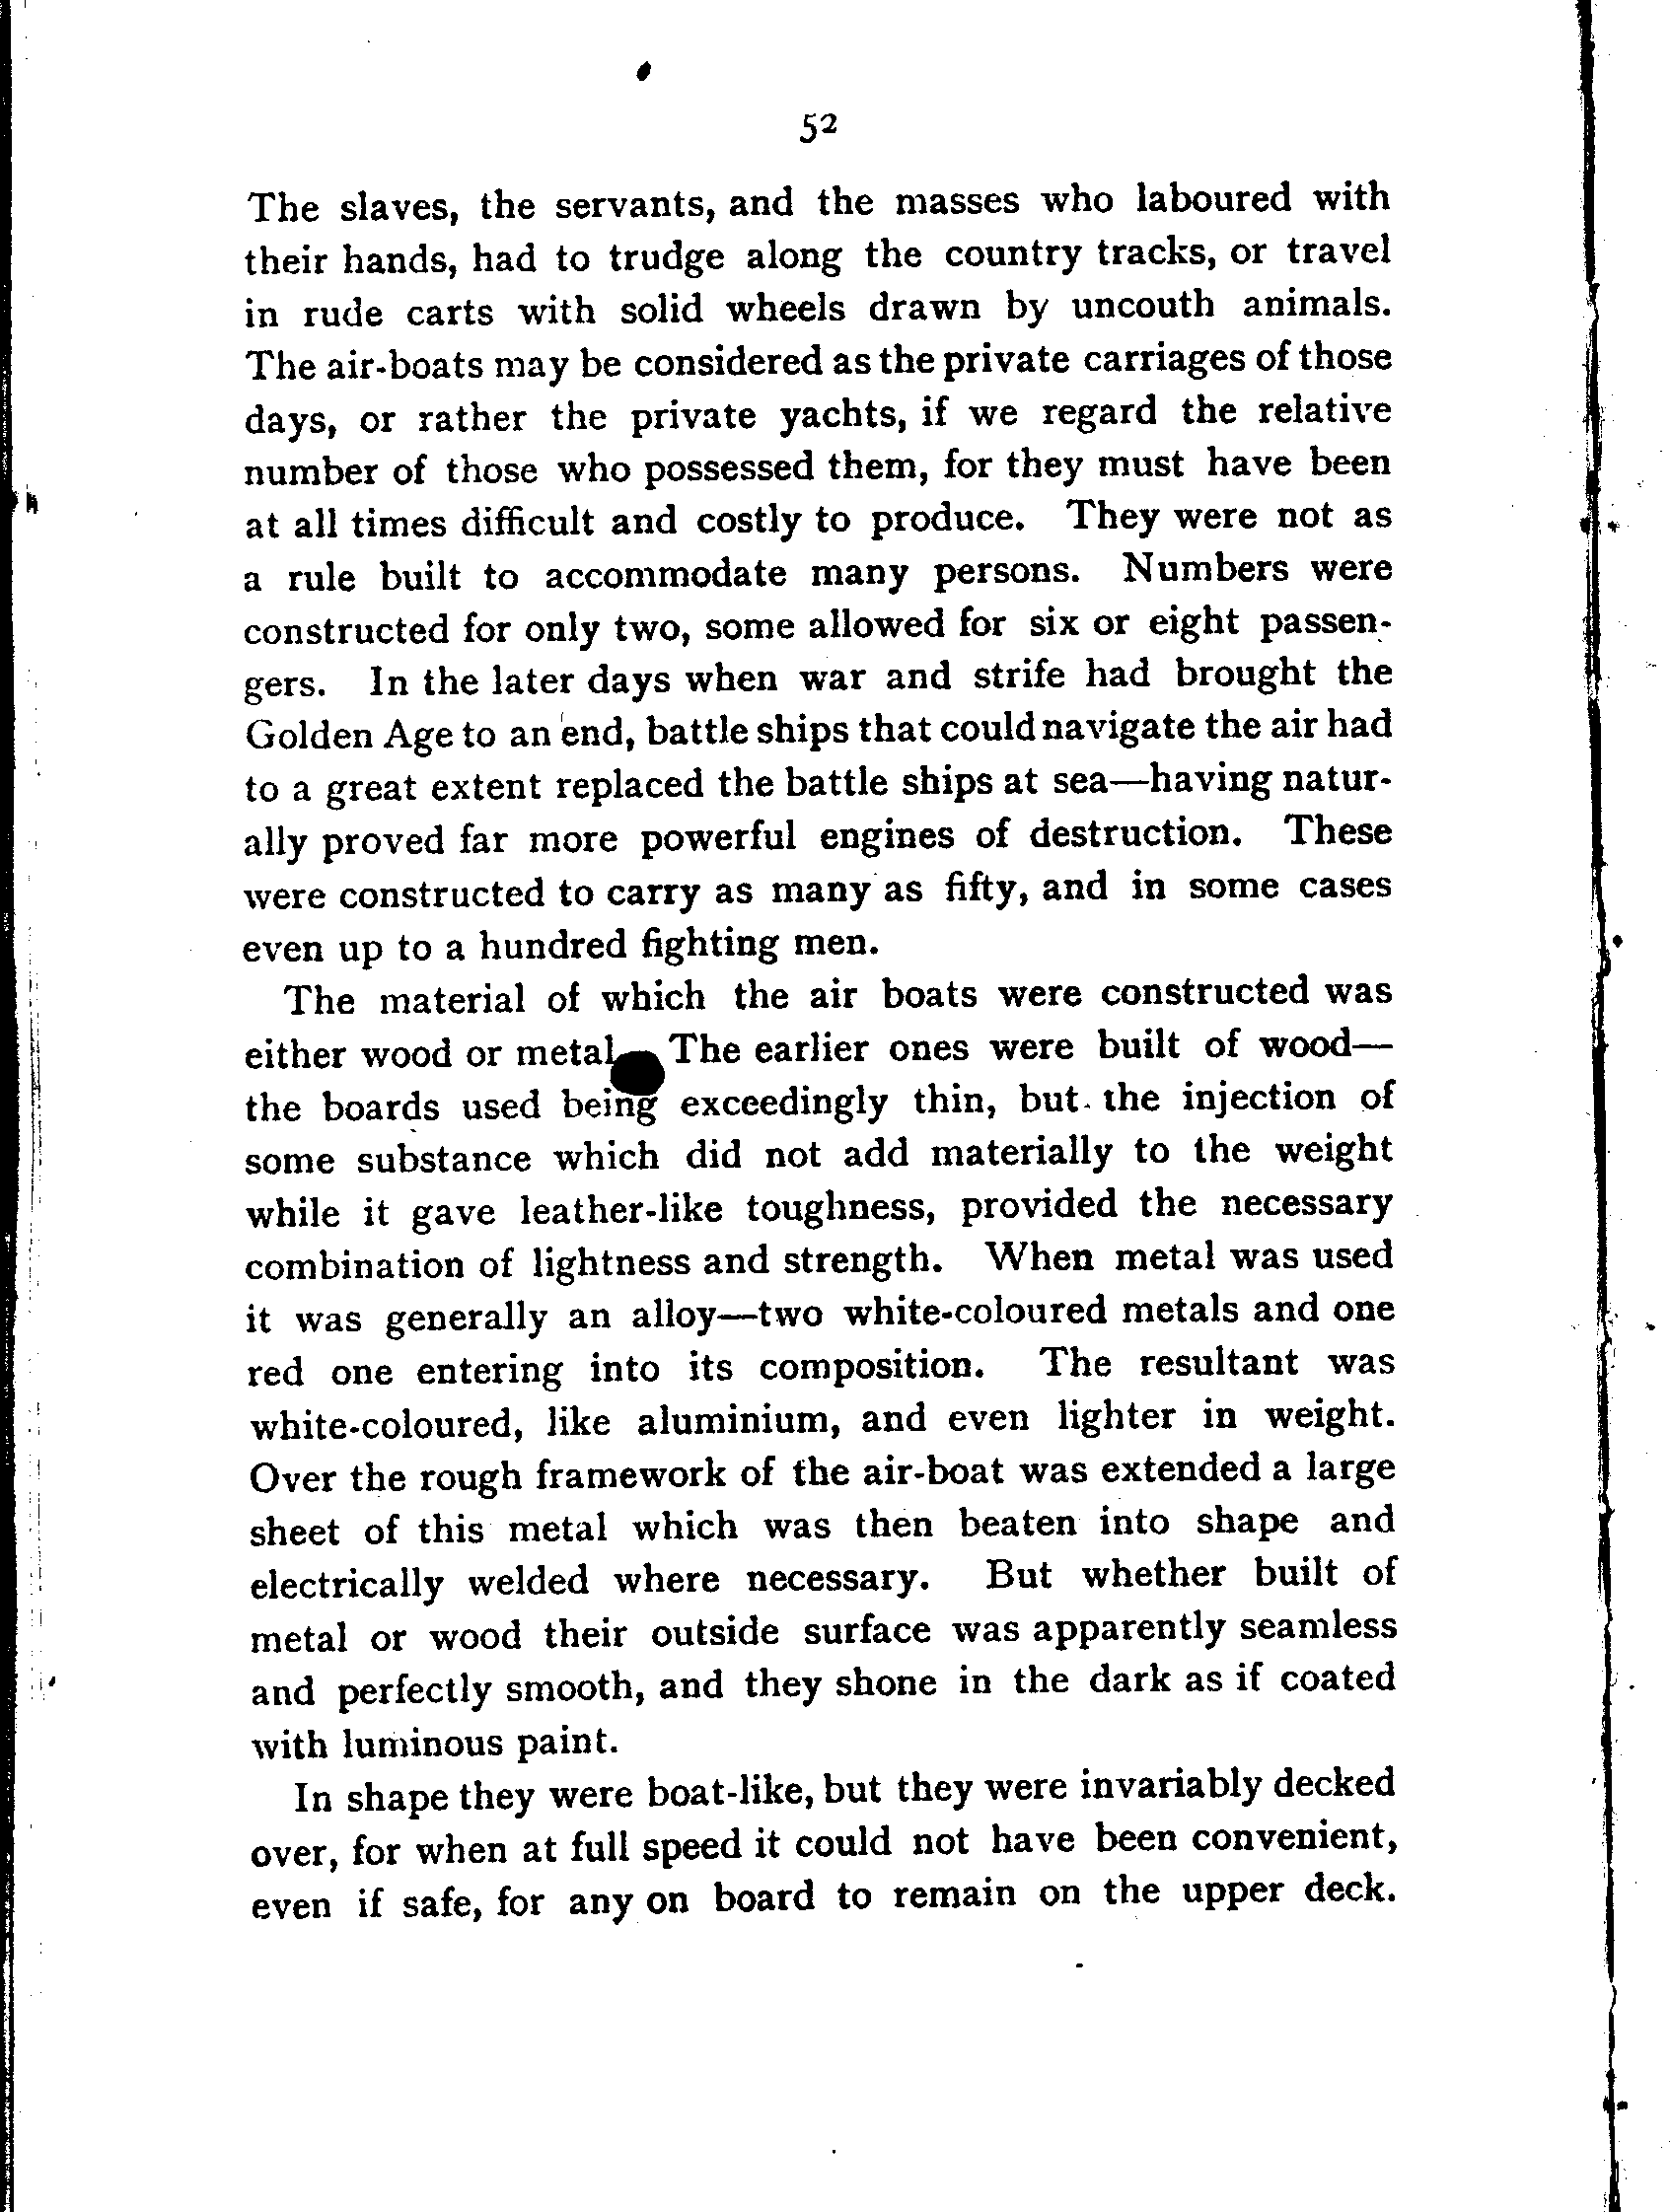 52
The slaves, the servants, and the masses who laboured with
their hands, had to trudge along the country tracks, or travel
in rude carts with solid wheels drawn by uncouth animals.
The air-boats may be considered as the private carriages of those
days, or rather the private yachts, if we regard the relative
number of those who possessed them, for they must have been
at all times difficult and costly to produce. They were not as
a rule built to accommodate many persons. Numbers were
constructed for only two, some allowed for six or eight passen-
gers. In the later days when war and strife had brought the
Golden Age to an end, battle ships that could navigate the air had
to a great extent replaced the battle ships at sea—having natur-
ally proved far more powerful engines of destruction. These
were constructed to carry as many as fifty, and in some cases
even up to a hundred fighting men.
The material of which the air boats were constructed was
either wood or metal The earlier ones were built of wood—
the boards used being exceedingly thin, but the injection of
some substance which did not add materially to the weight
while it gave leather-like toughness, provided the necessary
combination of lightness and strength. When metal was used
it was generally an alloy—two white-coloured metals and one
red one entering into its composition. The resultant was
white-coloured, like aluminium, and even lighter in weight.
Over the rough framework of the air-boat was extended a large
sheet of this metal which was then beaten into shape and
electrically welded where necessary. But whether built of
metal or wood their outside surface was apparently seamless
and perfectly smooth, and they shone in the dark as if coated
with luminous paint.
In shape they were boat-like, but they were invariably decked
over, for when at full speed it could not have been convenient,
even if safe, for any on board to remain on the upper deck.